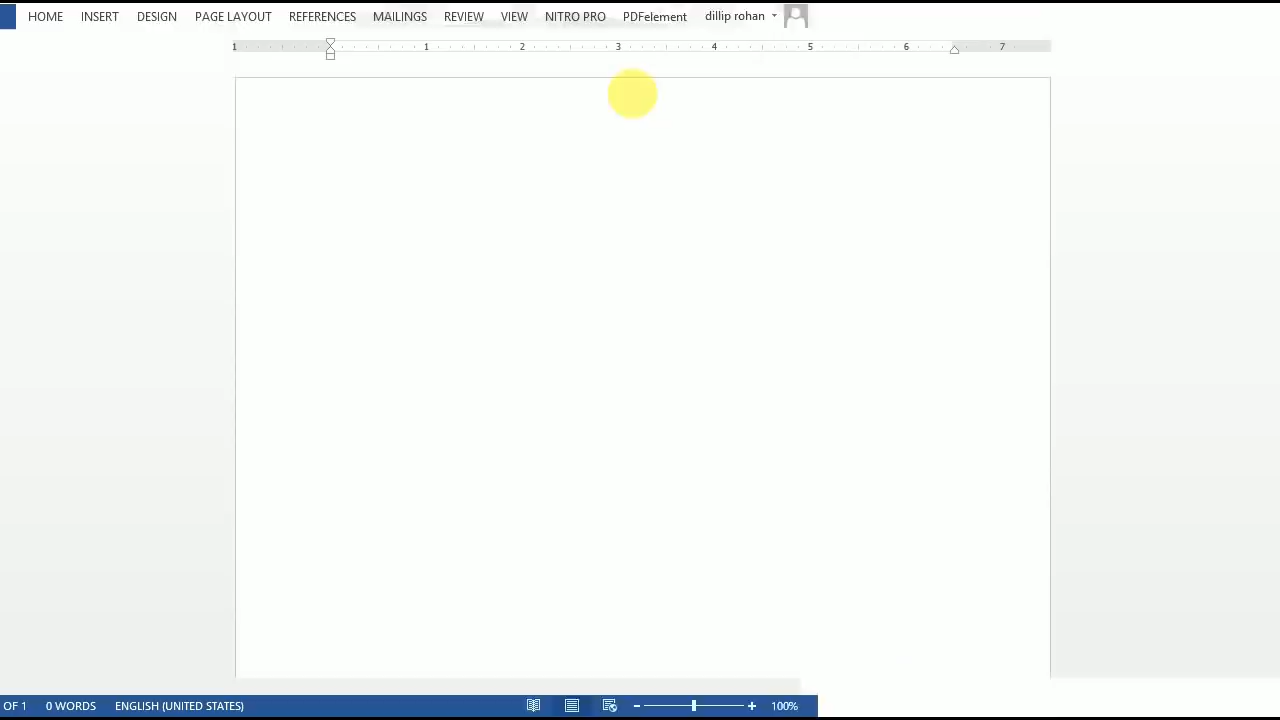 HOME INSERT DESIGN PAGE LAYOUT REFERENCES MAILINGS REVIEW VIEW NITRO PRO PDFelement dillip rohan
1 1 2 3 4 5 6 7
OF 1 0 WORDS ENGLISH (UNITED STATES) 100%